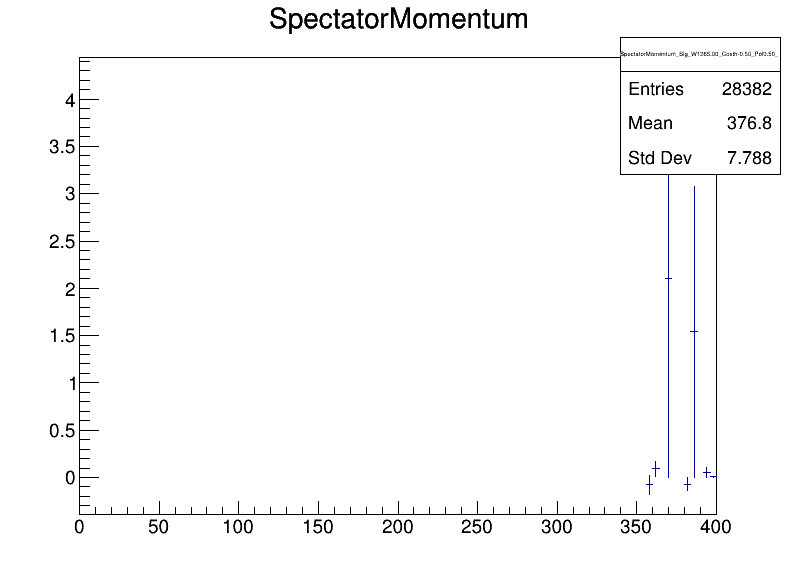 SpectatorMomentum
SpectatorMomentum_Sig_W1265.00_Costh-0.50_Pol0.50_
Entries 28382
Mean 376.8
Std Dev 7.788
4
3.5
3
2.5
2
1.5
1
0.5
0
0 50 100 150 200 250 300 350 400